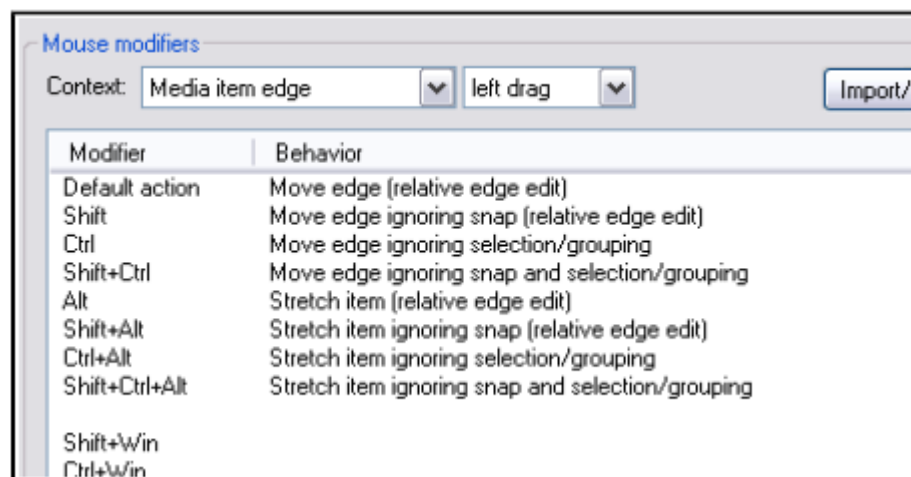 Mouse modifiers
Context: Media item edge left drag Import/
Modifier Behavior
Default action Move edge (relative edge edit)
Shift Move edge ignoring snap (relative edge edit)
Ctrl Move edge ignoring selection/grouping
Shift+Ctrl Move edge ignoring snap and selection/grouping
Alt Stretch item (relative edge edit)
Shift+Alt Stretch item ignoring snap (relative edge edit)
Ctrl+Alt Stretch item ignoring selection/grouping
Shift+Ctrl+Alt Stretch item ignoring snap and selection/grouping
Shift+Win
Ctrl+Win